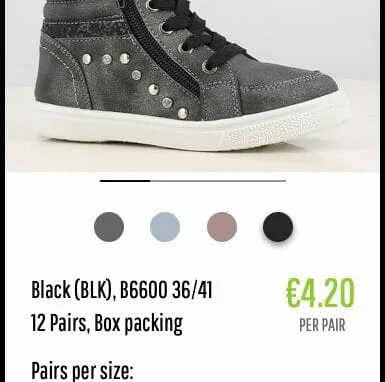 Black (BLK), B6600 36/41
€4.20
12 Pairs, Box packing
PER PAIR
Pairs per size: